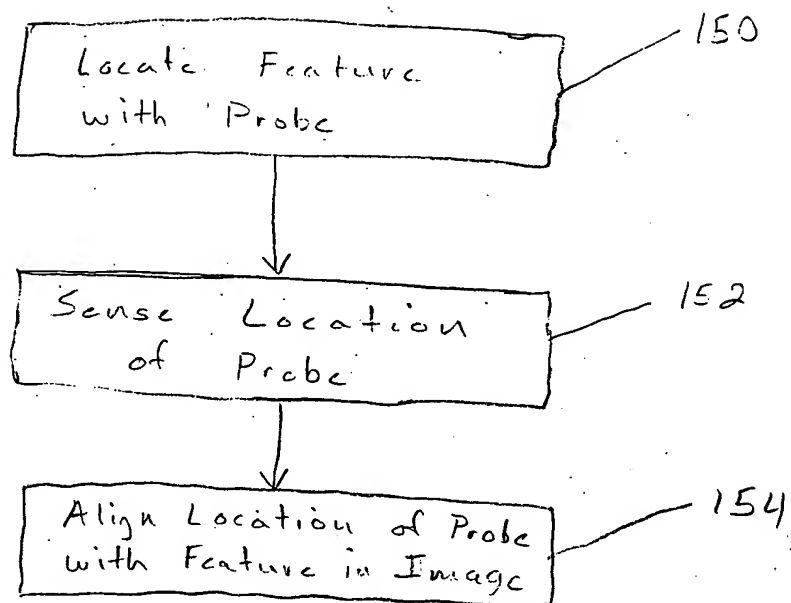 150
Locate Feature
with Probe
152
Sense Location
of Probe
154
Align Location of Probe
with Feature in Image